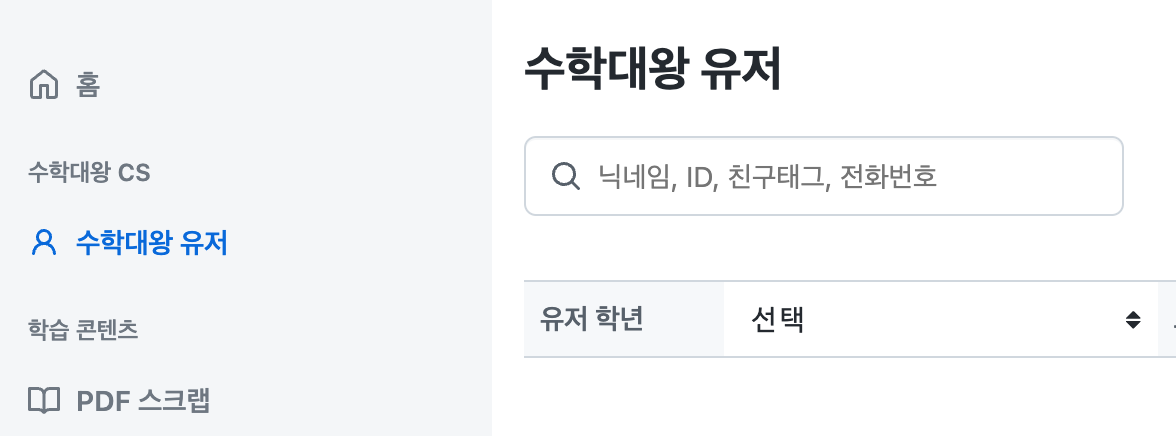 홈
수학대왕 CS
수학대왕 유저
학습 콘텐츠
PDF 스크랩
수학대왕 유저
닉네임, ID, 친구태그, 전화번호
유저 학년
선택